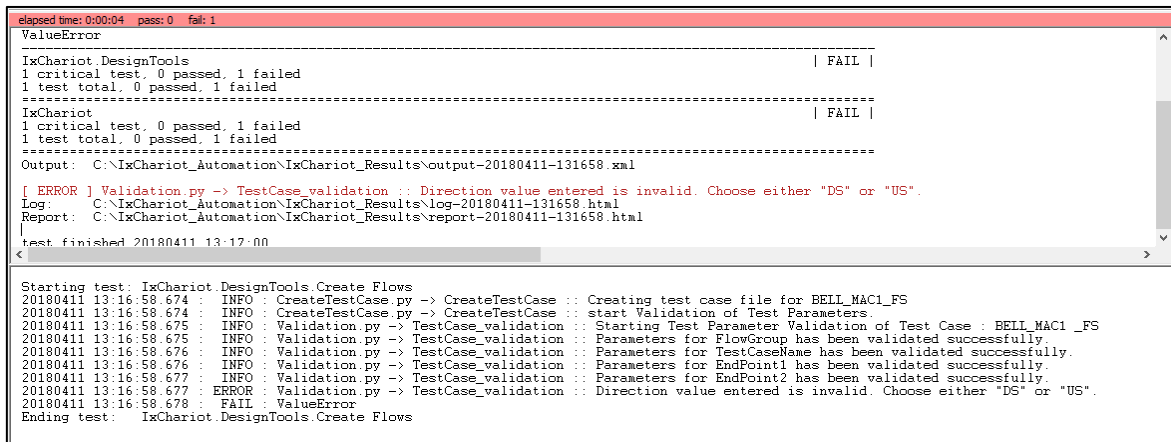 elapsed time: 0:00:04 pass: 0 fail: 1
ValueError
------------------------------------------------------------------------------
IxChariot.DesignTools | FAIL |
1 critical test, 0 passed, 1 failed
1 test total, 0 passed, 1 failed
==============================================================================
IxChariot | FAIL |
1 critical test, 0 passed, 1 failed
1 test total, 0 passed, 1 failed
==============================================================================
Output: C:\IxChariot_Automation\IxChariot_Results\output-20180411-131658.xml
[ ERROR ] Validation.py -> TestCase_validation :: Direction value entered is invalid. Choose either "DS" or "US".
Log: C:\IxChariot_Automation\IxChariot_Results\log-20180411-131658.html
Report: C:\IxChariot_Automation\IxChariot_Results\report-20180411-131658.html
test finished 20180411 13:17:00
Starting test: IxChariot.DesignTools.Create Flows
20180411 13:16:58.674 : INFO : CreateTestCase.py -> CreateTestCase :: Creating test case file for BELL_MAC1_FS
20180411 13:16:58.674 : INFO : CreateTestCase.py -> CreateTestCase :: start Validation of Test Parameters.
20180411 13:16:58.675 : INFO : Validation.py -> TestCase_validation :: Starting Test Parameter Validation of Test Case : BELL_MAC1 _FS
20180411 13:16:58.675 : INFO : Validation.py -> TestCase_validation :: Parameters for FlowGroup has been validated successfully.
20180411 13:16:58.676 : INFO : Validation.py -> TestCase_validation :: Parameters for TestCaseName has been validated successfully.
20180411 13:16:58.676 : INFO : Validation.py -> TestCase_validation :: Parameters for EndPoint1 has been validated successfully.
20180411 13:16:58.677 : INFO : Validation.py -> TestCase_validation :: Parameters for EndPoint2 has been validated successfully.
20180411 13:16:58.677 : ERROR : Validation.py -> TestCase_validation :: Direction value entered is invalid. Choose either "DS" or "US".
20180411 13:16:58.678 : FAIL : ValueError
Ending test: IxChariot.DesignTools.Create Flows